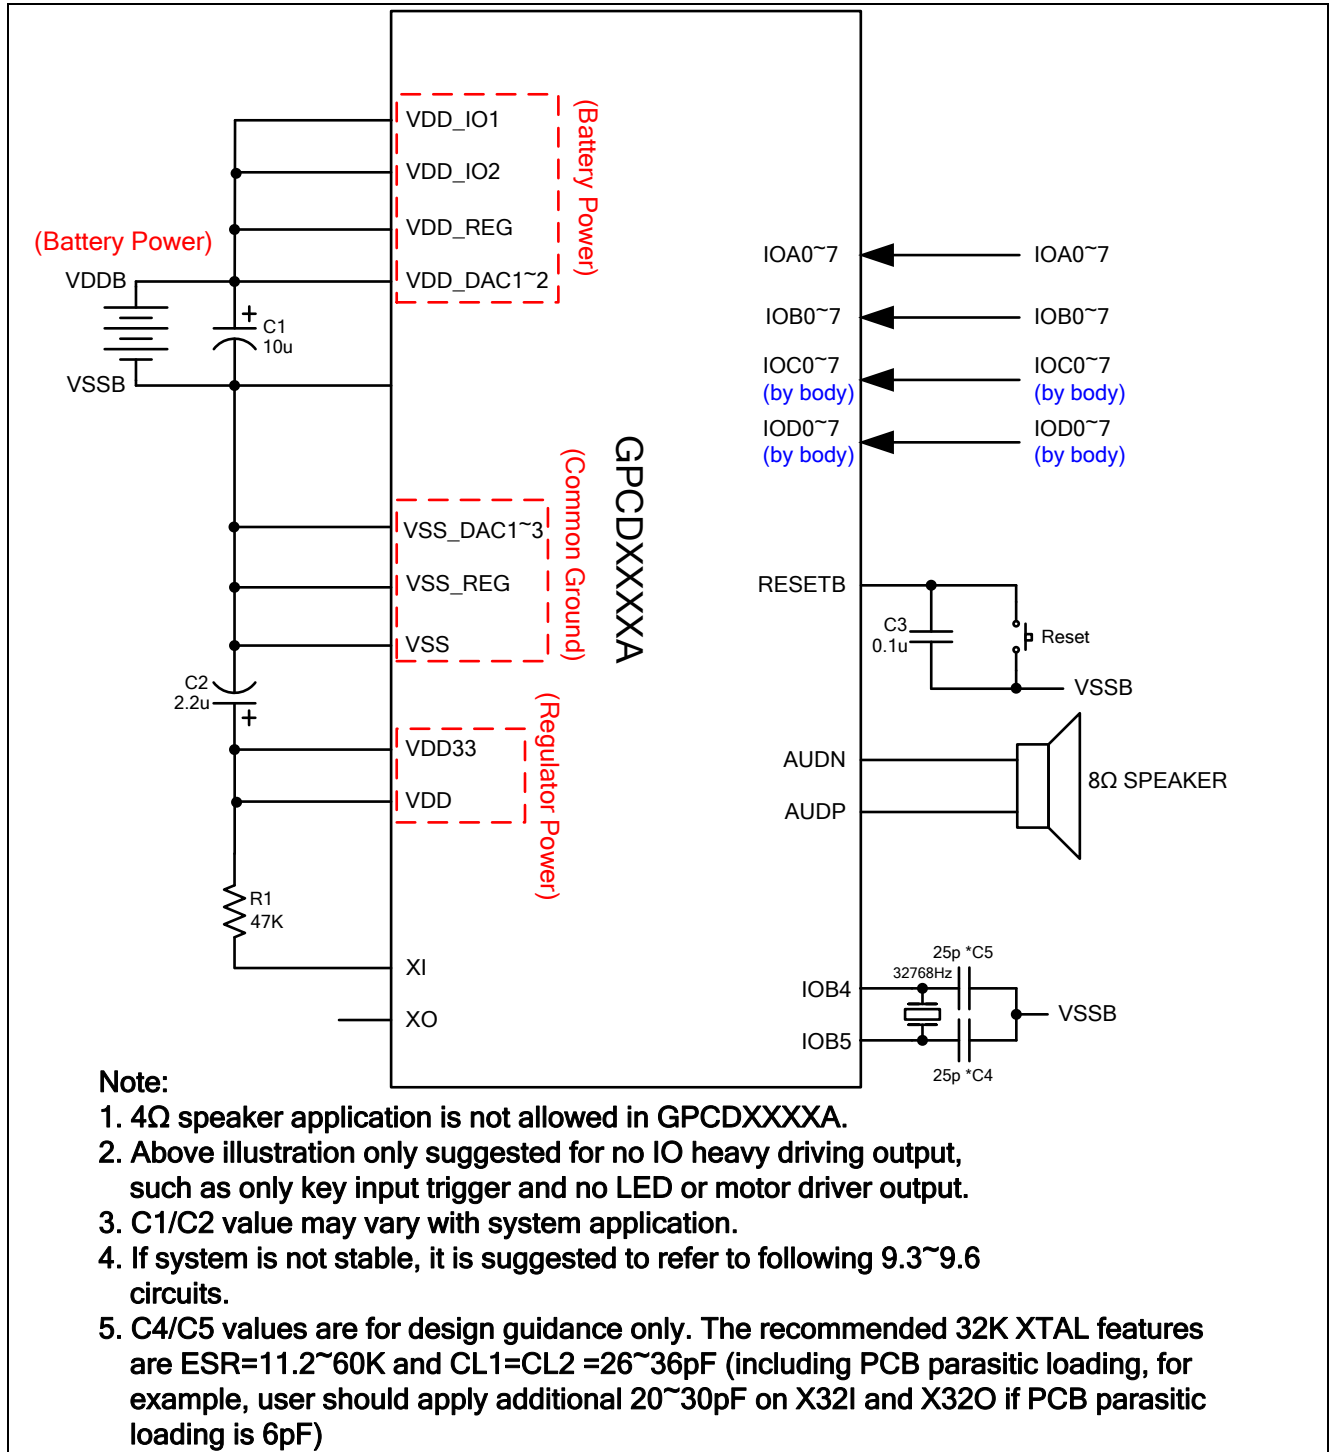 VDD_IO1
VDD_IO2
VDD_REG
VDD_DAC1~2
(Battery Power)
(Battery Power)
VDDB
+
C1
10u
VSSB
VSS_DAC1~3
VSS_REG
VSS
(Common Ground)
C2
2.2u
+
VDD33
VDD
(Regulator Power)
R1
47K
XI
XO
GPCDXXXXA
IOA0~7
IOA0~7
IOB0~7
IOB0~7
IOC0~7
(by body)
IOC0~7
(by body)
IOD0~7
(by body)
IOD0~7
(by body)
RESETB
C3
0.1u
Reset
VSSB
AUDN
AUDP
8Ω SPEAKER
25p *C5
32768Hz
IOB4
IOB5
VSSB
25p *C4
Note:
1. 4Ω speaker application is not allowed in GPCDXXXXA.
2. Above illustration only suggested for no IO heavy driving output,
such as only key input trigger and no LED or motor driver output.
3. C1/C2 value may vary with system application.
4. If system is not stable, it is suggested to refer to following 9.3~9.6
circuits.
5. C4/C5 values are for design guidance only. The recommended 32K XTAL features
are ESR=11.2~60K and CL1=CL2 =26~36pF (including PCB parasitic loading, for
example, user should apply additional 20~30pF on X32I and X32O if PCB parasitic
loading is 6pF)